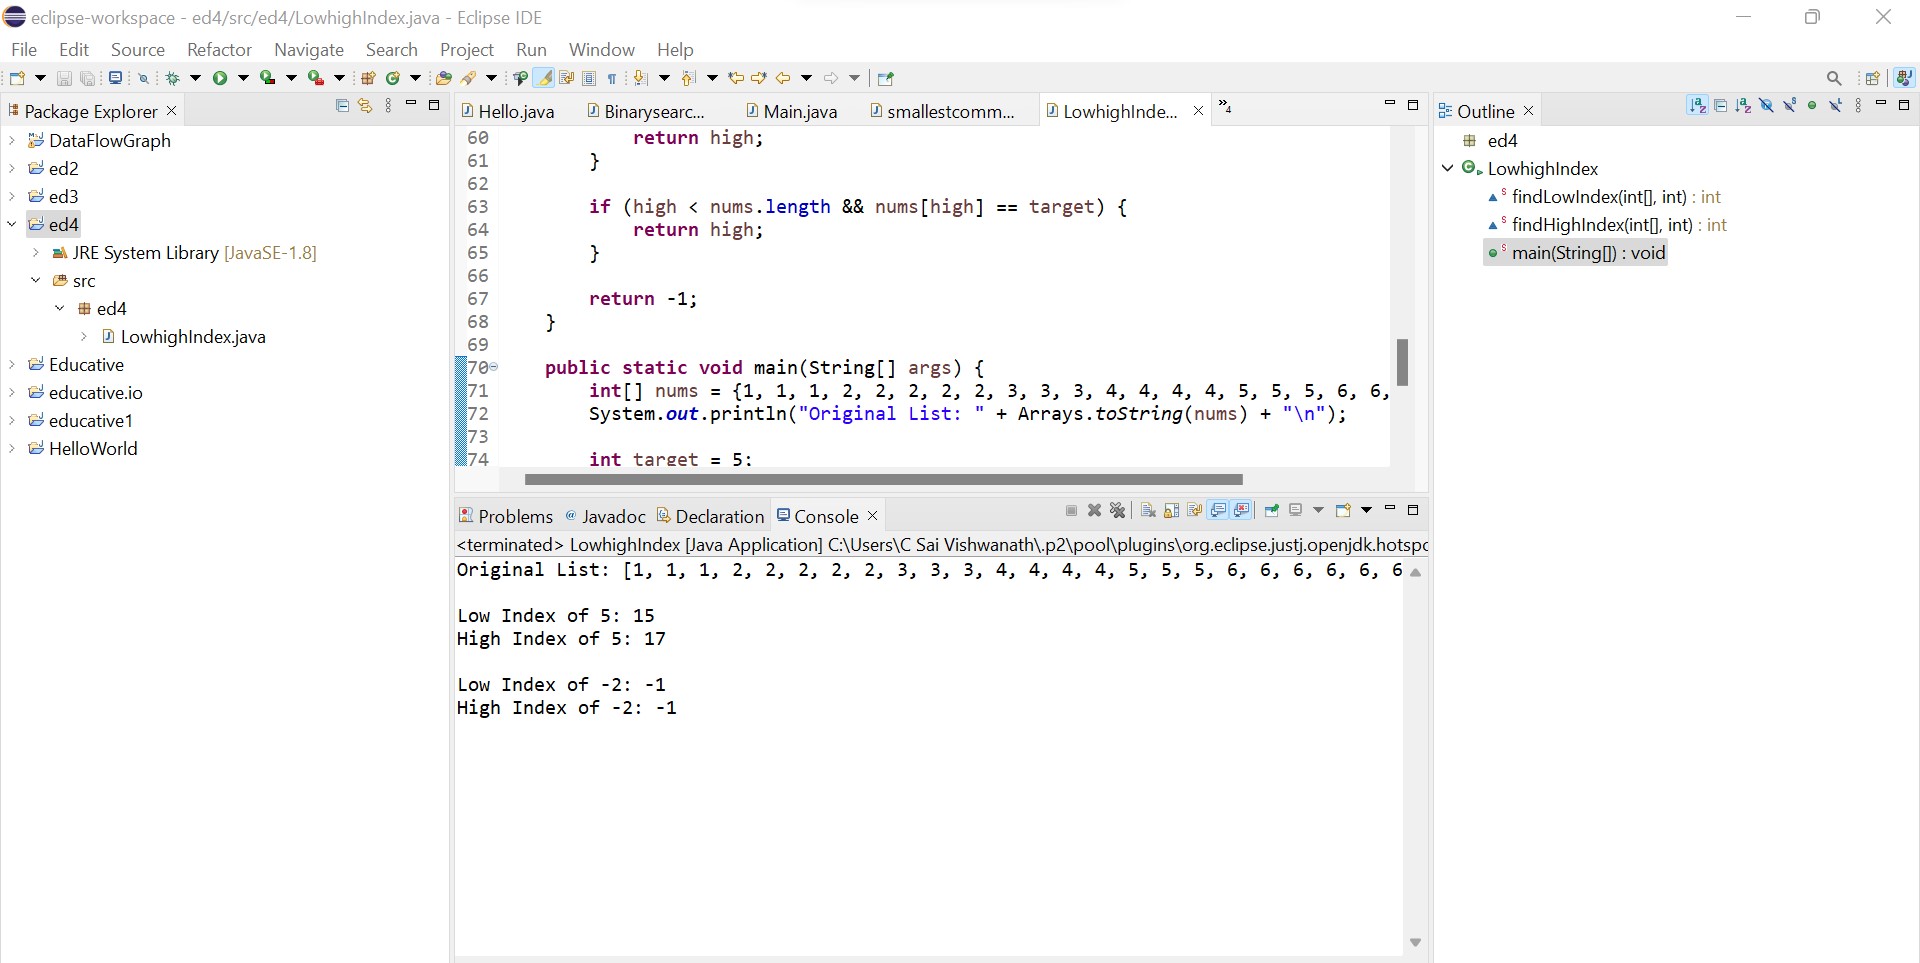 eclipse-workspace - ed4/src/ed4/LowhighIndex.java - Eclipse IDE
File Edit Source Refactor Navigate Search Project Run Window Help
Package Explorer
DataFlowGraph
ed2
ed3
ed4
JRE System Library [JavaSE-1.8]
src
ed4
LowhighIndex.java
Educative
educative.io
educative1
HelloWorld
Hello.java Binarysearc... Main.java smallestcomm... LowhighInde... »4
60 return high;
61 }
62
63 if (high < nums.length && nums[high] == target) {
64 return high;
65 }
66
67 return -1;
68 }
69
70 public static void main(String[] args) {
71 int[] nums = {1, 1, 1, 2, 2, 2, 2, 2, 3, 3, 3, 4, 4, 4, 4, 5, 5, 5, 6, 6,
72 System.out.println("Original List: " + Arrays.toString(nums) + "\n");
73
74 int target = 5;
Problems Javadoc Declaration Console
<terminated> LowhighIndex [Java Application] C:\Users\C Sai Vishwanath\.p2\pool\plugins\org.eclipse.justj.openjdk.hotspo
Original List: [1, 1, 1, 2, 2, 2, 2, 2, 3, 3, 3, 4, 4, 4, 4, 5, 5, 5, 6, 6, 6, 6, 6, 6
Low Index of 5: 15
High Index of 5: 17
Low Index of -2: -1
High Index of -2: -1
Outline
ed4
LowhighIndex
findLowIndex(int[], int) : int
findHighIndex(int[], int) : int
main(String[]) : void